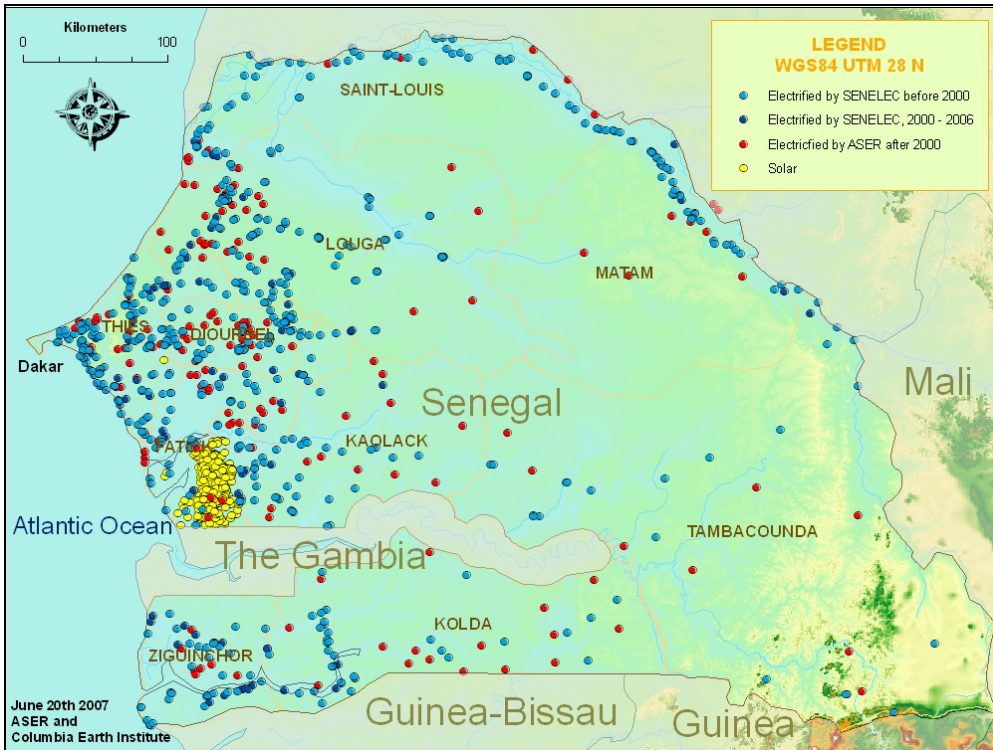 Kilometers
0 100
LEGEND
WGS84 UTM 28 N
Electrified by SENELEC before 2000
Electrified by SENELEC, 2000 - 2006
Electricfied by ASER after 2000
Solar
SAINT-LOUIS
LOUGA
MATAM
THIES
DIOURBEL
Dakar
Mali
Senegal
FATICK
KAOLACK
Atlantic Ocean
TAMBACOUNDA
The Gambia
KOLDA
ZIGUINCHOR
Guinea-Bissau
Guinea
June 20th 2007
ASER and
Columbia Earth Institute